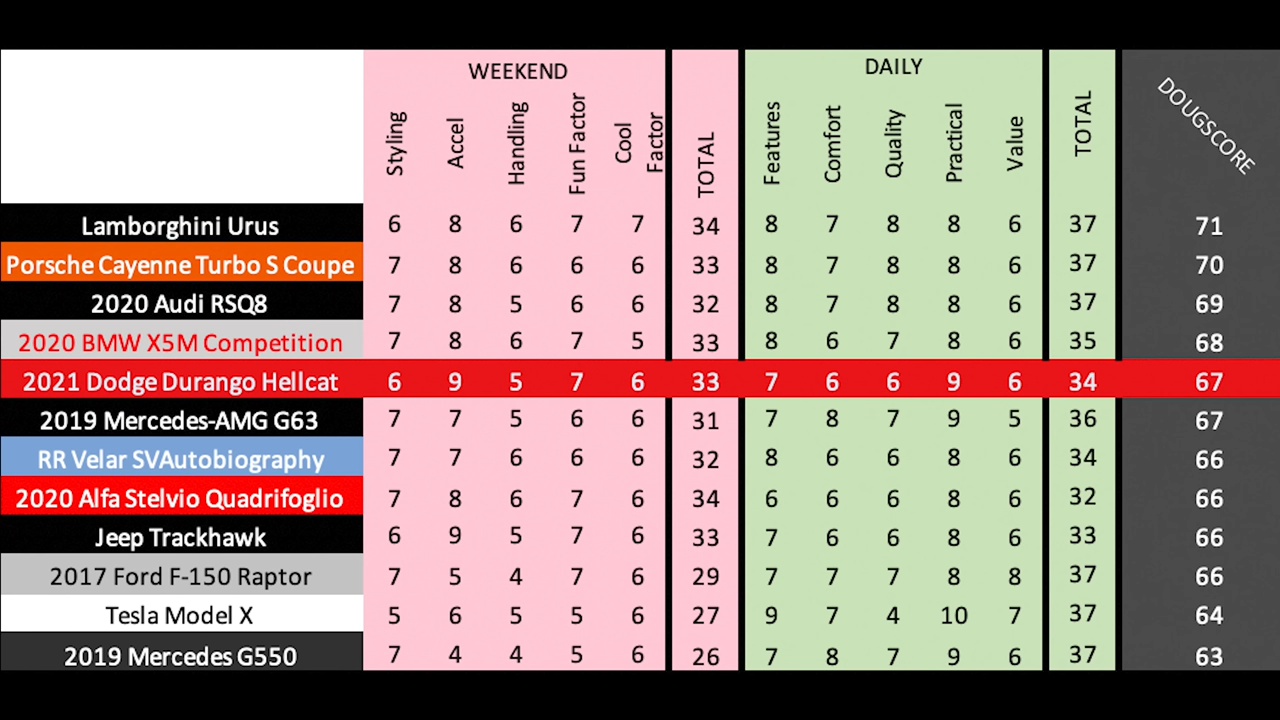 WEEKEND DAILY
Styling Accel Handling Fun Factor Cool Factor TOTAL Features Comfort Quality Practical Value TOTAL DOUGSCORE
Lamborghini Urus 6 8 6 7 7 34 8 7 8 8 6 37 71
Porsche Cayenne Turbo S Coupe 7 8 6 6 6 33 8 7 8 8 6 37 70
2020 Audi RSQ8 7 8 5 6 6 32 8 7 8 8 6 37 69
2020 BMW X5M Competition 7 8 6 7 5 33 8 6 7 8 6 35 68
2021 Dodge Durango Hellcat 6 9 5 7 6 33 7 6 6 9 6 34 67
2019 Mercedes-AMG G63 7 7 5 6 6 31 7 8 7 9 5 36 67
RR Velar SVAutobiography 7 7 6 6 6 32 8 6 6 8 6 34 66
2020 Alfa Stelvio Quadrifoglio 7 8 6 7 6 34 6 6 6 8 6 32 66
Jeep Trackhawk 6 9 5 7 6 33 7 6 6 8 6 33 66
2017 Ford F-150 Raptor 7 5 4 7 6 29 7 7 7 8 8 37 66
Tesla Model X 5 6 5 5 6 27 9 7 4 10 7 37 64
2019 Mercedes G550 7 4 4 5 6 26 7 8 7 9 6 37 63